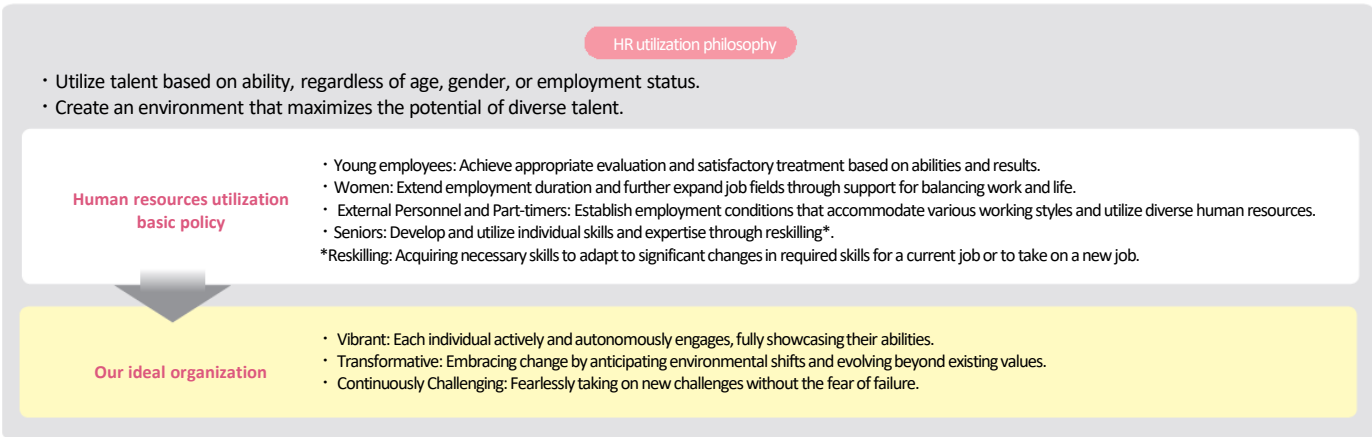 HR utilization philosophy
・Utilize talent based on ability, regardless of age, gender, or employment status.
・Create an environment that maximizes the potential of diverse talent.
Human resources utilization
basic policy
・Young employees: Achieve appropriate evaluation and satisfactory treatment based on abilities and results.
・Women: Extend employment duration and further expand job fields through support for balancing work and life.
・External Personnel and Part-timers: Establish employment conditions that accommodate various working styles and utilize diverse human resources.
・Seniors: Develop and utilize individual skills and expertise through reskilling*.
*Reskilling: Acquiring necessary skills to adapt to significant changes in required skills for a current job or to take on a new job.
Our ideal organization
・Vibrant: Each individual actively and autonomously engages, fully showcasing their abilities.
・Transformative: Embracing change by anticipating environmental shifts and evolving beyond existing values.
・Continuously Challenging: Fearlessly taking on new challenges without the fear of failure.